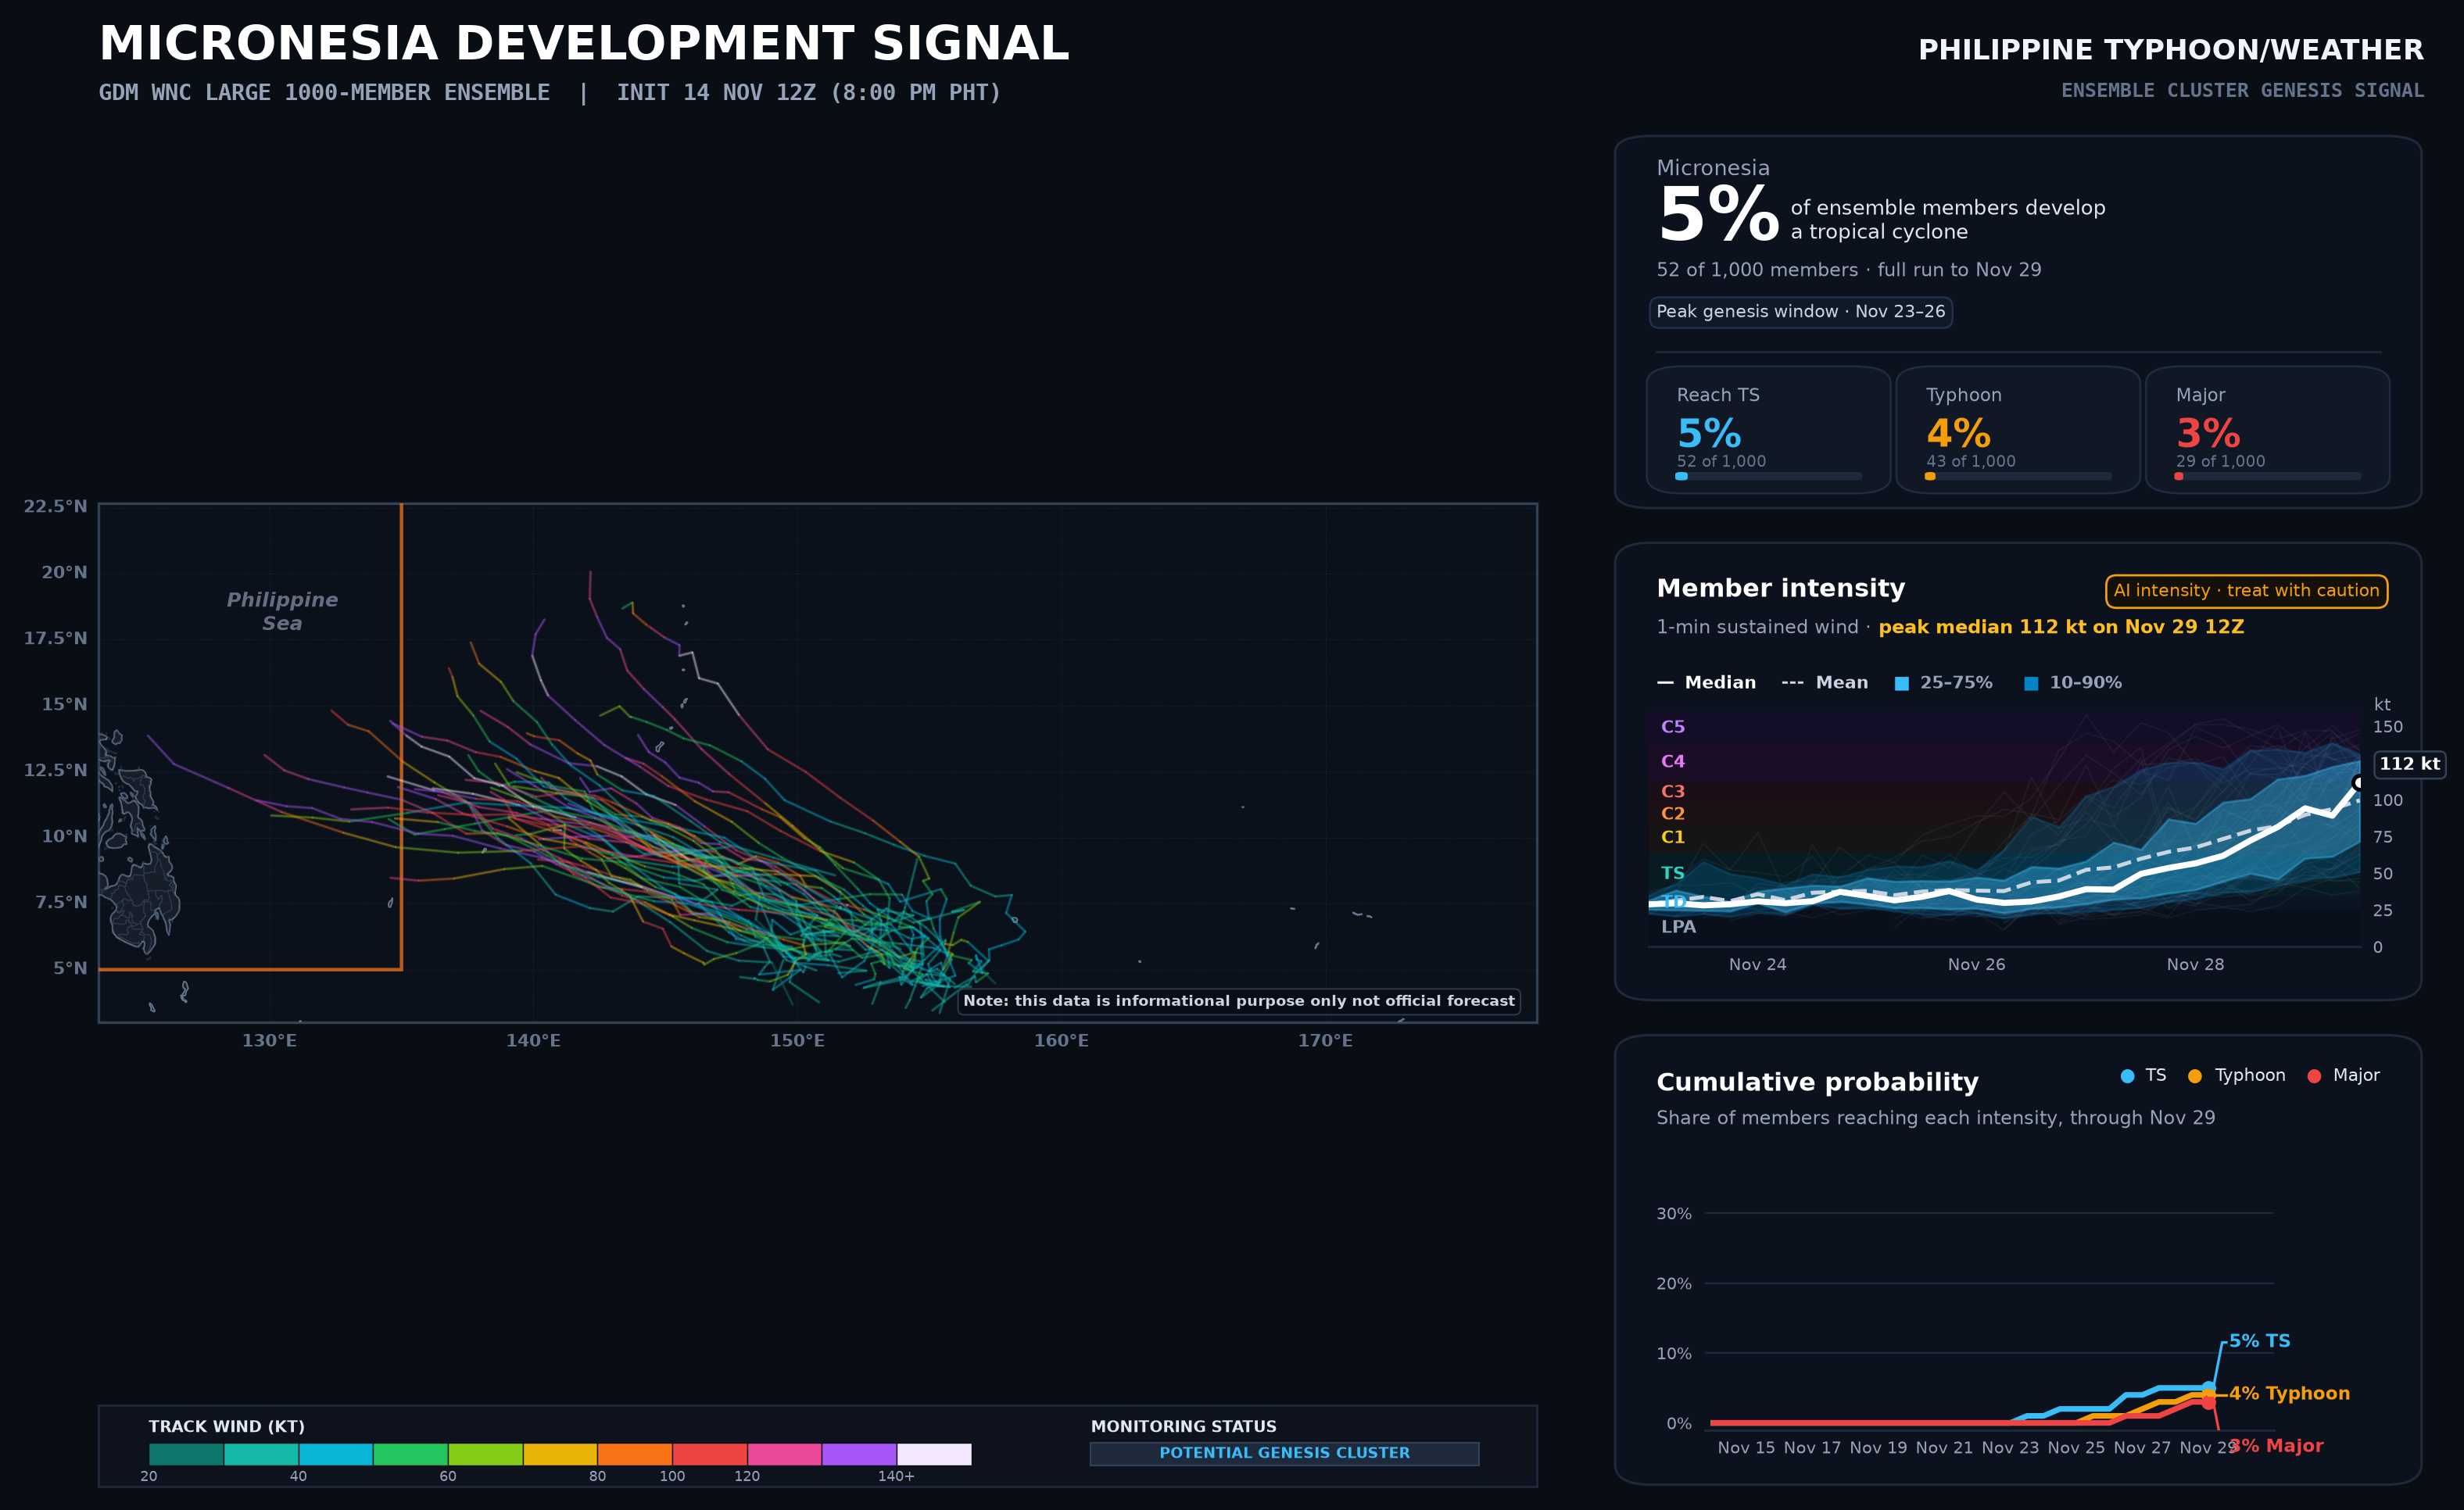 MICRONESIA DEVELOPMENT SIGNAL
GDM WNC LARGE 1000-MEMBER ENSEMBLE | INIT 14 NOV 12Z (8:00 PM PHT)
PHILIPPINE TYPHOON/WEATHER
ENSEMBLE CLUSTER GENESIS SIGNAL
Micronesia
5% of ensemble members develop
a tropical cyclone
52 of 1,000 members · full run to Nov 29
Peak genesis window · Nov 23–26
Reach TS
5%
52 of 1,000
Typhoon
4%
43 of 1,000
Major
3%
29 of 1,000
22.5°N
20°N
17.5°N
15°N
12.5°N
10°N
7.5°N
5°N
Philippine
Sea
Note: this data is informational purpose only not official forecast
130°E 140°E 150°E 160°E 170°E
Member intensity
AI intensity · treat with caution
1-min sustained wind · peak median 112 kt on Nov 29 12Z
Median Mean 25–75% 10–90%
kt
C5
C4
C3
C2
C1
TS
TD
LPA
150
112 kt
100
75
50
25
0
Nov 24 Nov 26 Nov 28
Cumulative probability
TS Typhoon Major
Share of members reaching each intensity, through Nov 29
30%
20%
10%
0%
5% TS
4% Typhoon
3% Major
Nov 15 Nov 17 Nov 19 Nov 21 Nov 23 Nov 25 Nov 27 Nov 29
TRACK WIND (KT)
20 40 60 80 100 120 140+
MONITORING STATUS
POTENTIAL GENESIS CLUSTER